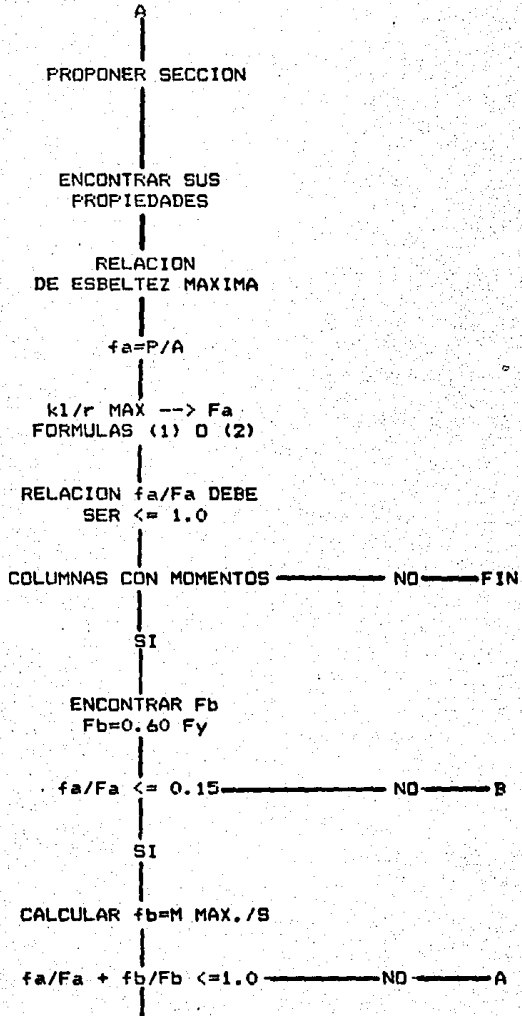 A
PROPONER SECCION
ENCONTRAR SUS
PROPIEDADES
RELACION
DE ESBELTEZ MAXIMA
fa=P/A
kl/r MAX --> Fa
FORMULAS (1) O (2)
RELACION fa/Fa DEBE
SER <= 1.0
COLUMNAS CON MOMENTOS NO FIN
SI
ENCONTRAR Fb
Fb=0.60 Fy
fa/Fa <= 0.15 NO B
SI
CALCULAR fb=M MAX./S
fa/Fa + fb/Fb <=1.0 NO A